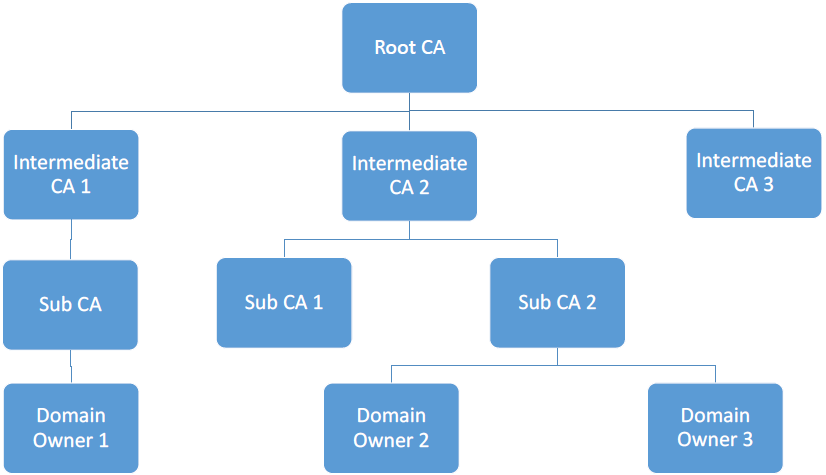 Root CA
Intermediate
CA 1
Intermediate
CA 2
Intermediate
CA 3
Sub CA
Sub CA 1
Sub CA 2
Domain
Owner 1
Domain
Owner 2
Domain
Owner 3